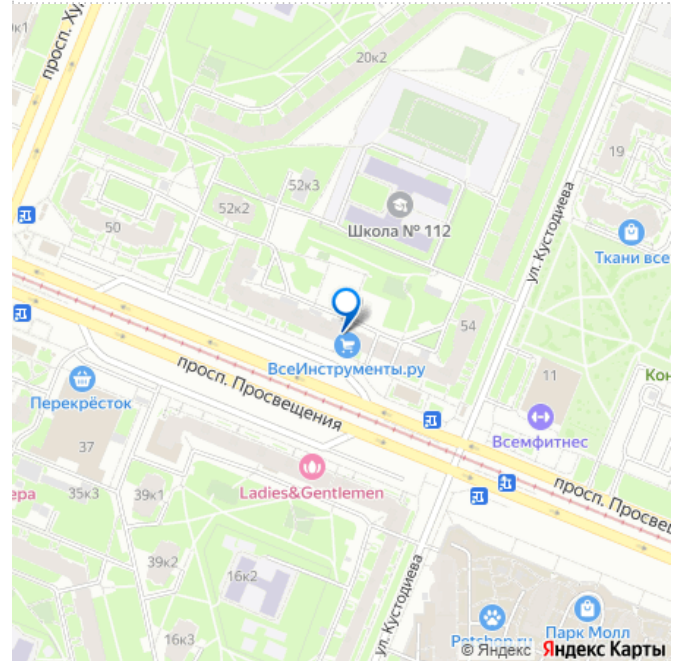 к1
просп. Ху
20к2
19
ул. Кустодиева
52к3
52к2
Школа № 112
50
Ткани все
54
ВсеИнструменты.ру
просп. Просвещения
11
Кон
Перекрёсток
Всемфитнес
37
ера
35к3
39к1
Ladies&Gentlemen
просп. Просвещ
39к2
16к2
ул. Кустодиева
16к3
Petshop.ru
Парк Молл
© Яндекс Яндекс Карты